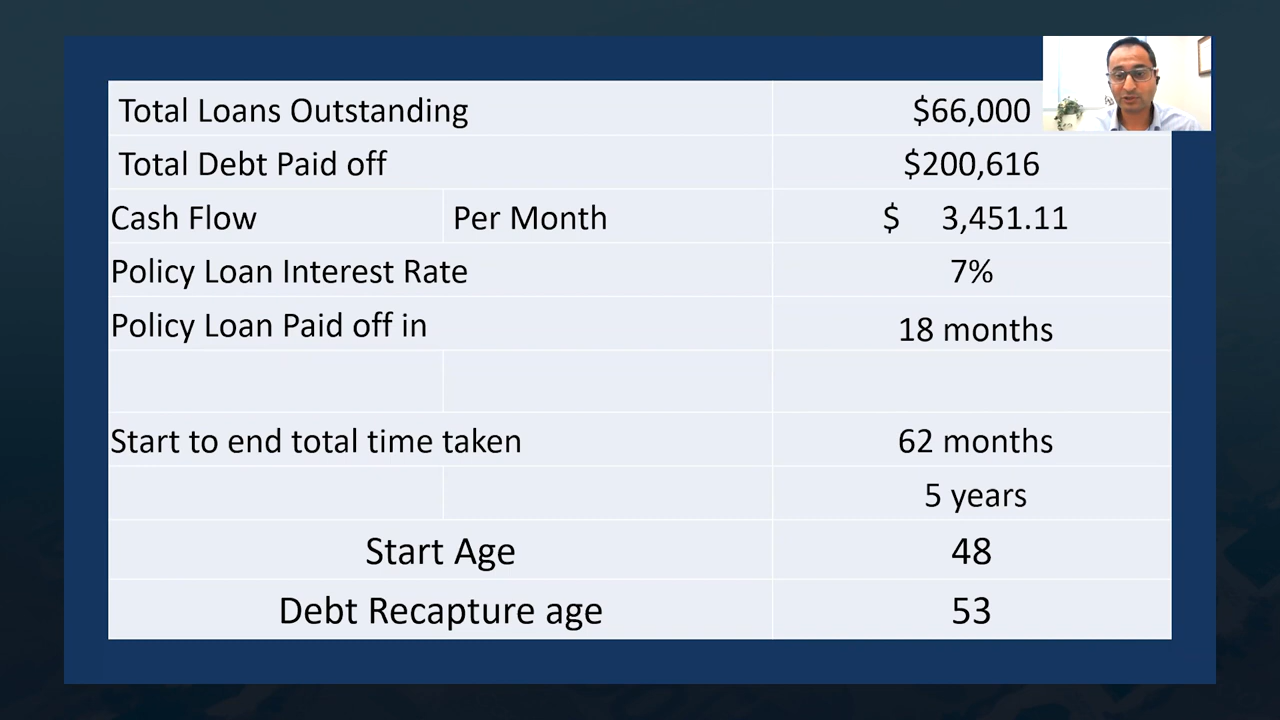 Total Loans Outstanding $66,000
Total Debt Paid off $200,616
Cash Flow Per Month $ 3,451.11
Policy Loan Interest Rate 7%
Policy Loan Paid off in 18 months
Start to end total time taken 62 months
5 years
Start Age 48
Debt Recapture age 53